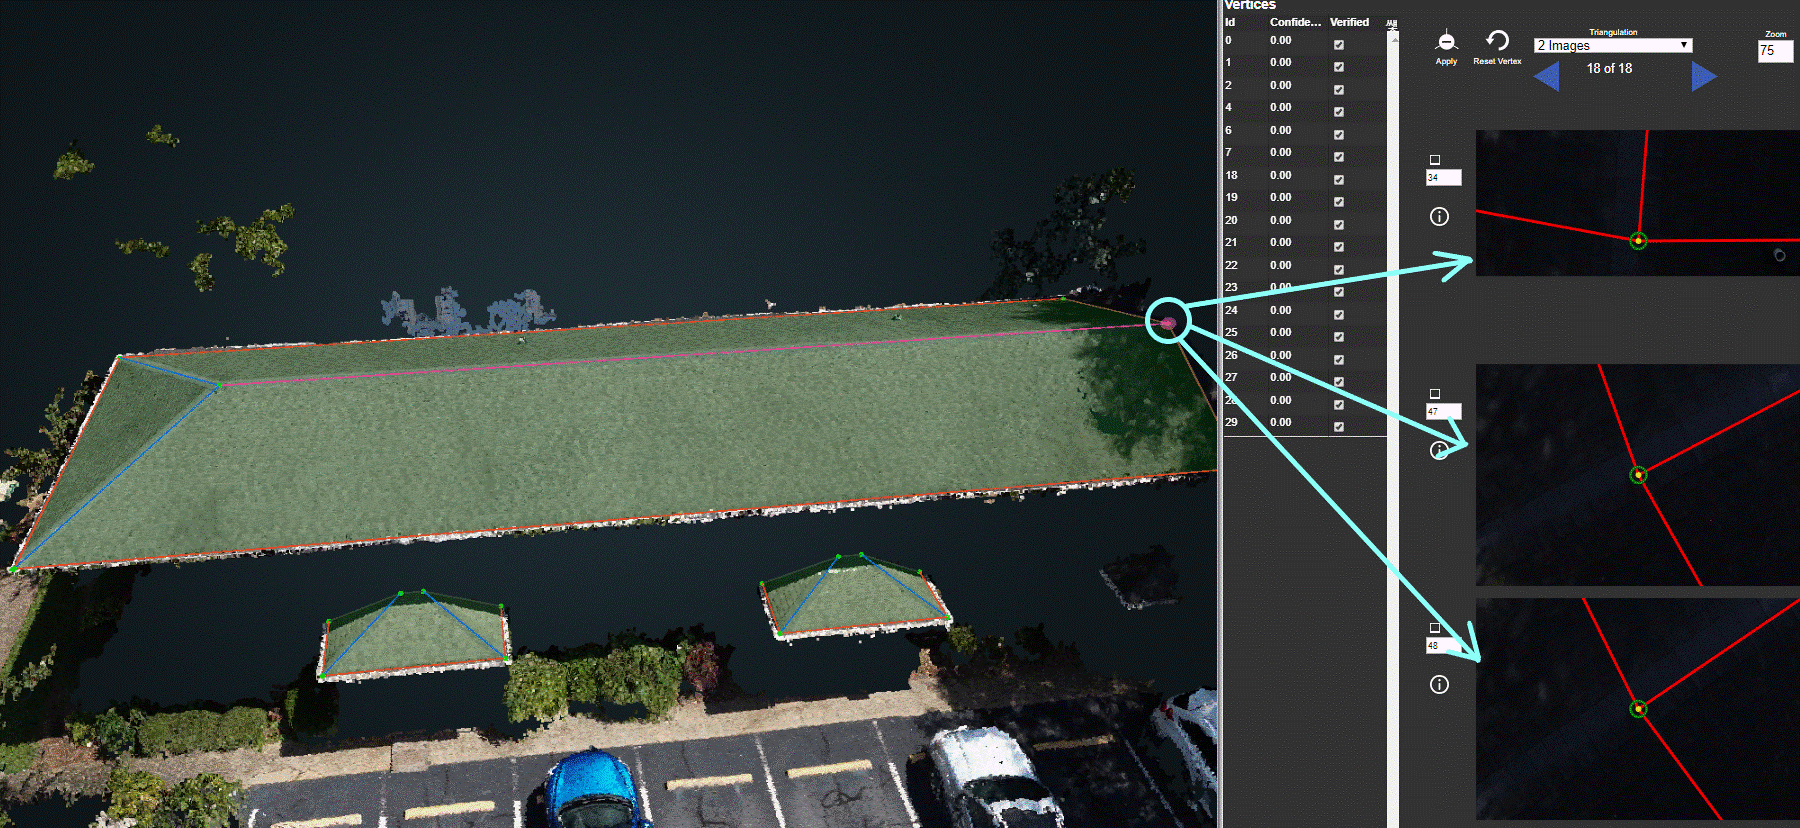 Vertices
Id Confide... Verified
0 0.00
1 0.00
2 0.00
4 0.00
6 0.00
7 0.00
18 0.00
19 0.00
20 0.00
21 0.00
22 0.00
23 0.00
24 0.00
25 0.00
26 0.00
27 0.00
28 0.00
29 0.00
Apply
Reset Vertex
Triangulation
2 Images
18 of 18
Zoom
75
34
47
48